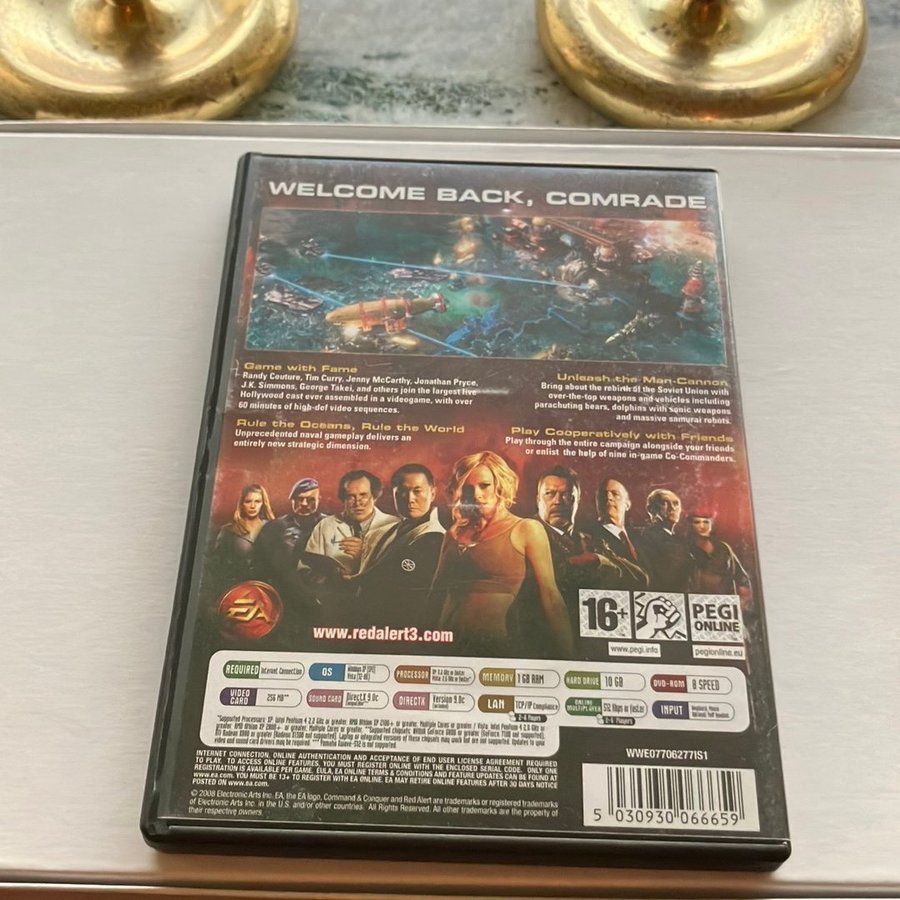 WELCOME BACK, COMRADE
Game with Fame
Randy Couture, Tim Curry, Jenny McCarthy, Jonathan Pryce,
J.K. Simmons, George Takei, and others join the largest live
Hollywood cast ever assembled in a videogame, with over
60 minutes of high-def video sequences.
Unleash the Man-Cannon
Bring about the rebirth of the Soviet Union with
over-the-top weapons and vehicles including
parachuting bears, dolphins with sonic weapons
and massive samurai robots.
Rule the Oceans, Rule the World
Unprecedented naval gameplay delivers an
entirely new strategic dimension.
Play Cooperatively with Friends
Play through the entire campaign alongside your friends
or enlist the help of nine in-game Co-Commanders.
EA
www.redalert3.com
16+
www.pegi.info
PEGI
ONLINE
pegionline.eu
REQUIRED Internet Connection
OS
PROCESSOR
MEMORY 1 GB RAM
HARD DRIVE 10 GB
DVD-ROM 8 SPEED
VIDEO CARD 256 MB**
SOUND CARD DirectX 9.0c
DIRECTX Version 9.0c
LAN TCP/IP Compliance
2-6 Players
ONLINE MULTIPLAYER 512 Kbps or faster
2-6 Players
INPUT Keyboard, Mouse
INTERNET CONNECTION, ONLINE AUTHENTICATION AND ACCEPTANCE OF END USER LICENSE AGREEMENT REQUIRED
TO PLAY. TO ACCESS ONLINE FEATURES, YOU MUST REGISTER ONLINE WITH THE ENCLOSED SERIAL CODE. ONLY ONE
REGISTRATION IS AVAILABLE PER GAME. EULA, EA ONLINE TERMS & CONDITIONS AND FEATURE UPDATES CAN BE FOUND AT
www.ea.com. YOU MUST BE 13+ TO REGISTER WITH EA ONLINE. EA MAY RETIRE ONLINE FEATURES AFTER 30 DAYS NOTICE
POSTED ON www.ea.com.
© 2008 Electronic Arts Inc. EA, the EA logo, Command & Conquer and Red Alert are trademarks or registered trademarks
of Electronic Arts Inc. in the U.S. and/or other countries. All Rights Reserved. All other trademarks are the property of
their respective owners.
WWE07706277IS1
5 030930 066659